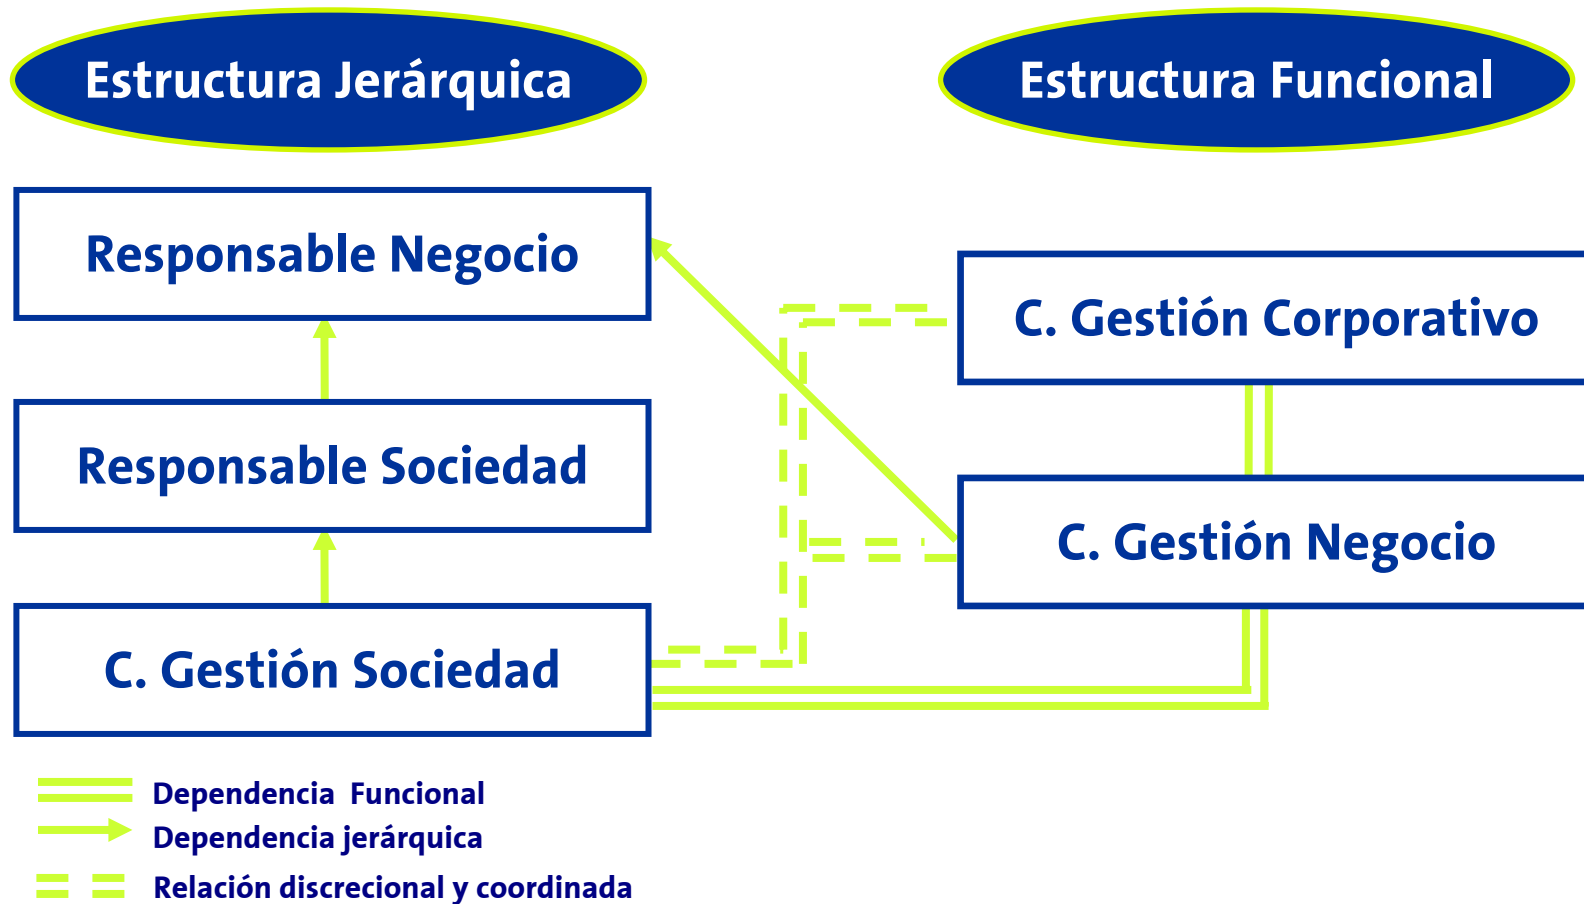 Estructura Jerárquica
Estructura Funcional
Responsable Negocio
C. Gestión Corporativo
Responsable Sociedad
C. Gestión Negocio
C. Gestión Sociedad
Dependencia Funcional
Dependencia jerárquica
Relación discrecional y coordinada